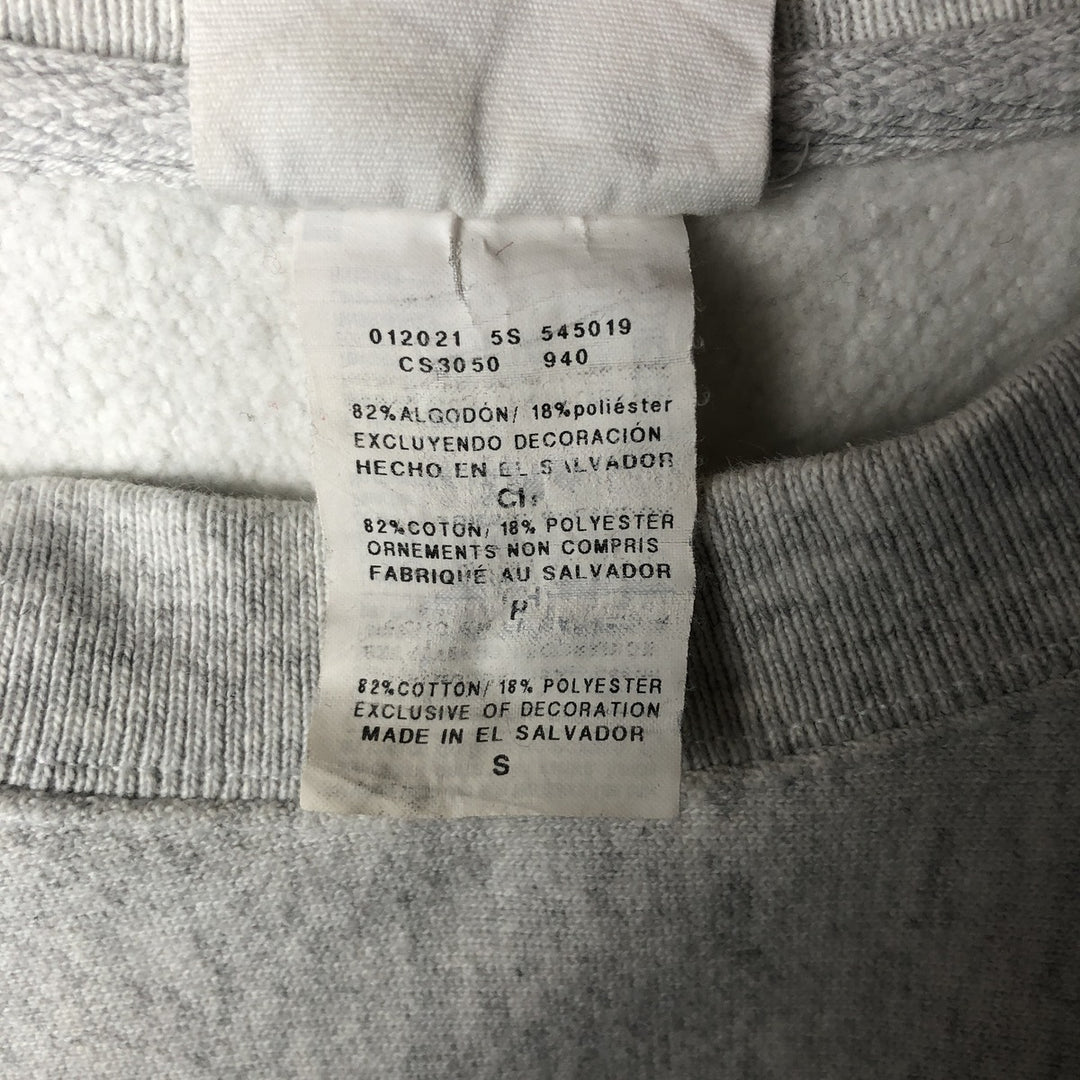 012021 5S 545019
CS3050 940
82%ALGODÓN/ 18%poliéster
EXCLUYENDO DECORACIÓN
HECHO EN EL SALVADOR
82%COTON/ 18% POLYESTER
ORNEMENTS NON COMPRIS
FABRIQUÉ AU SALVADOR
P
82%COTTON/ 18% POLYESTER
EXCLUSIVE OF DECORATION
MADE IN EL SALVADOR
S